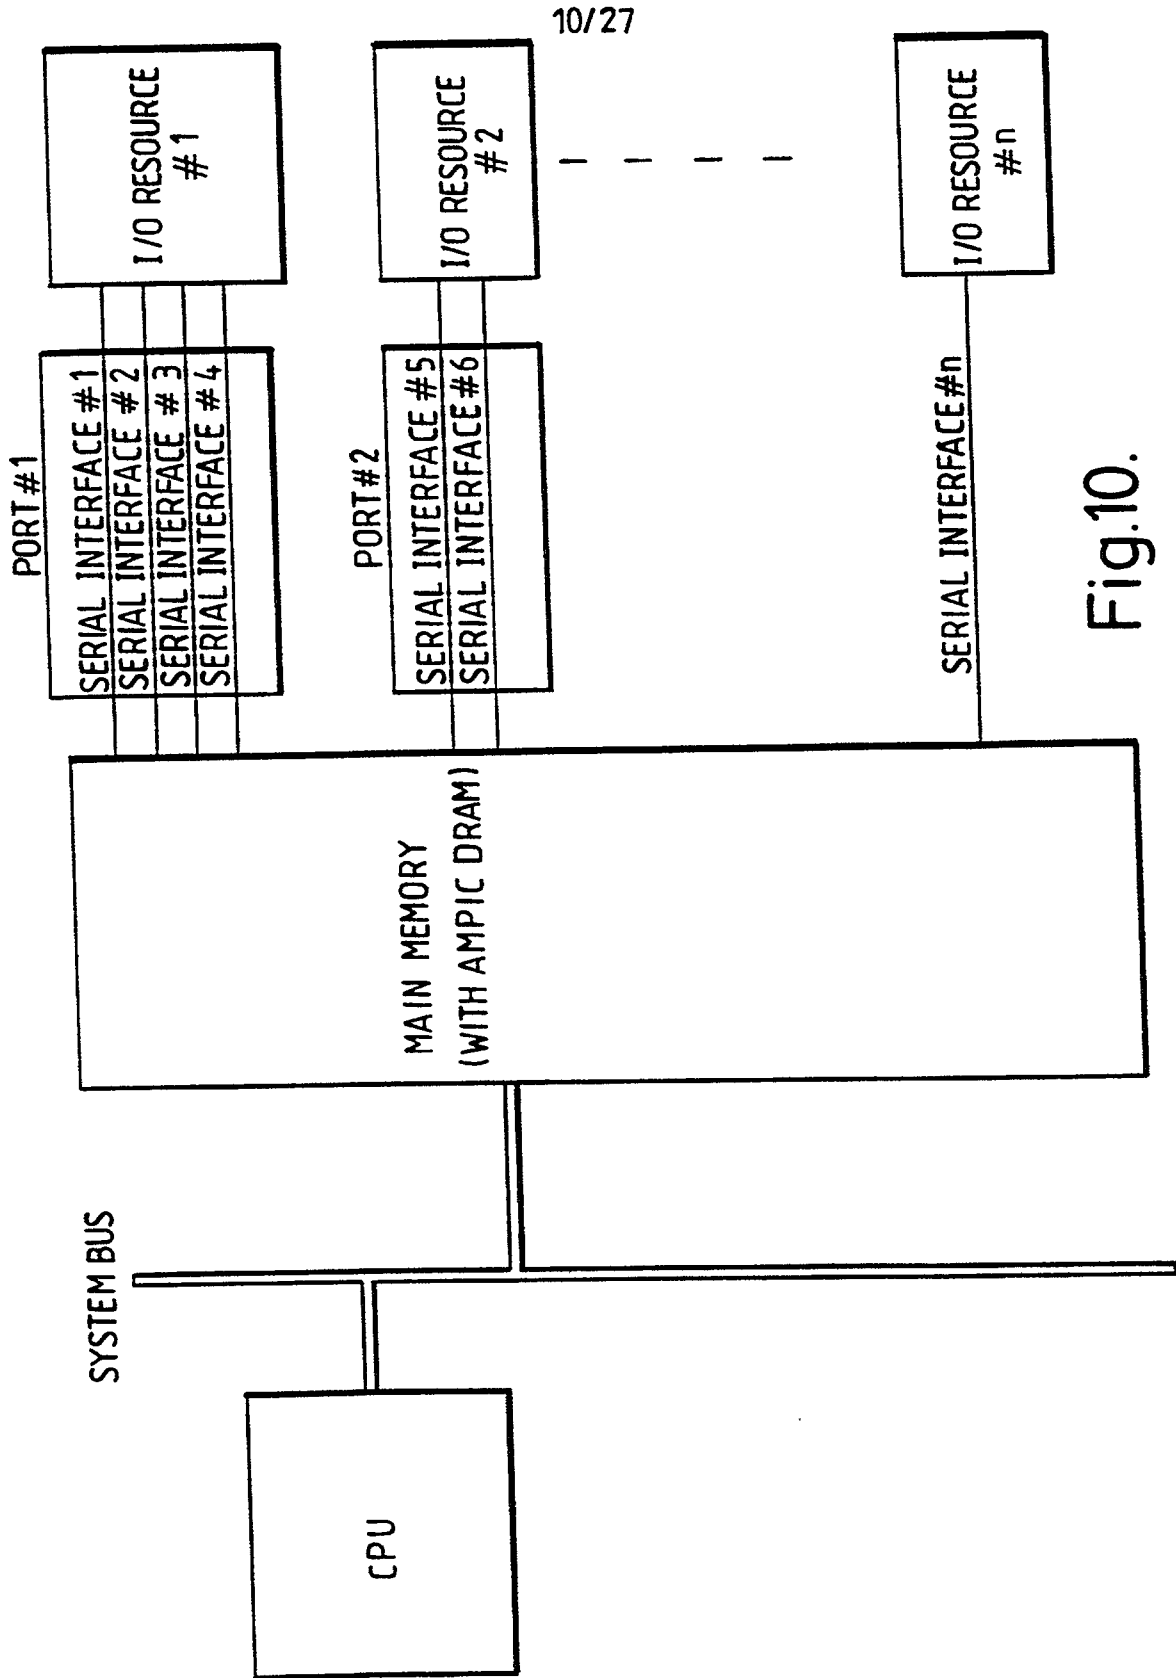 10/27
PORT#1
SERIAL INTERFACE #1
SERIAL INTERFACE #2
SERIAL INTERFACE #3
SERIAL INTERFACE #4
I/O RESOURCE
#1
PORT#2
SERIAL INTERFACE #5
SERIAL INTERFACE #6
I/O RESOURCE
#2
SERIAL INTERFACE #n
I/O RESOURCE
#n
MAIN MEMORY
(WITH AMPIC DRAM)
SYSTEM BUS
CPU
Fig.10.